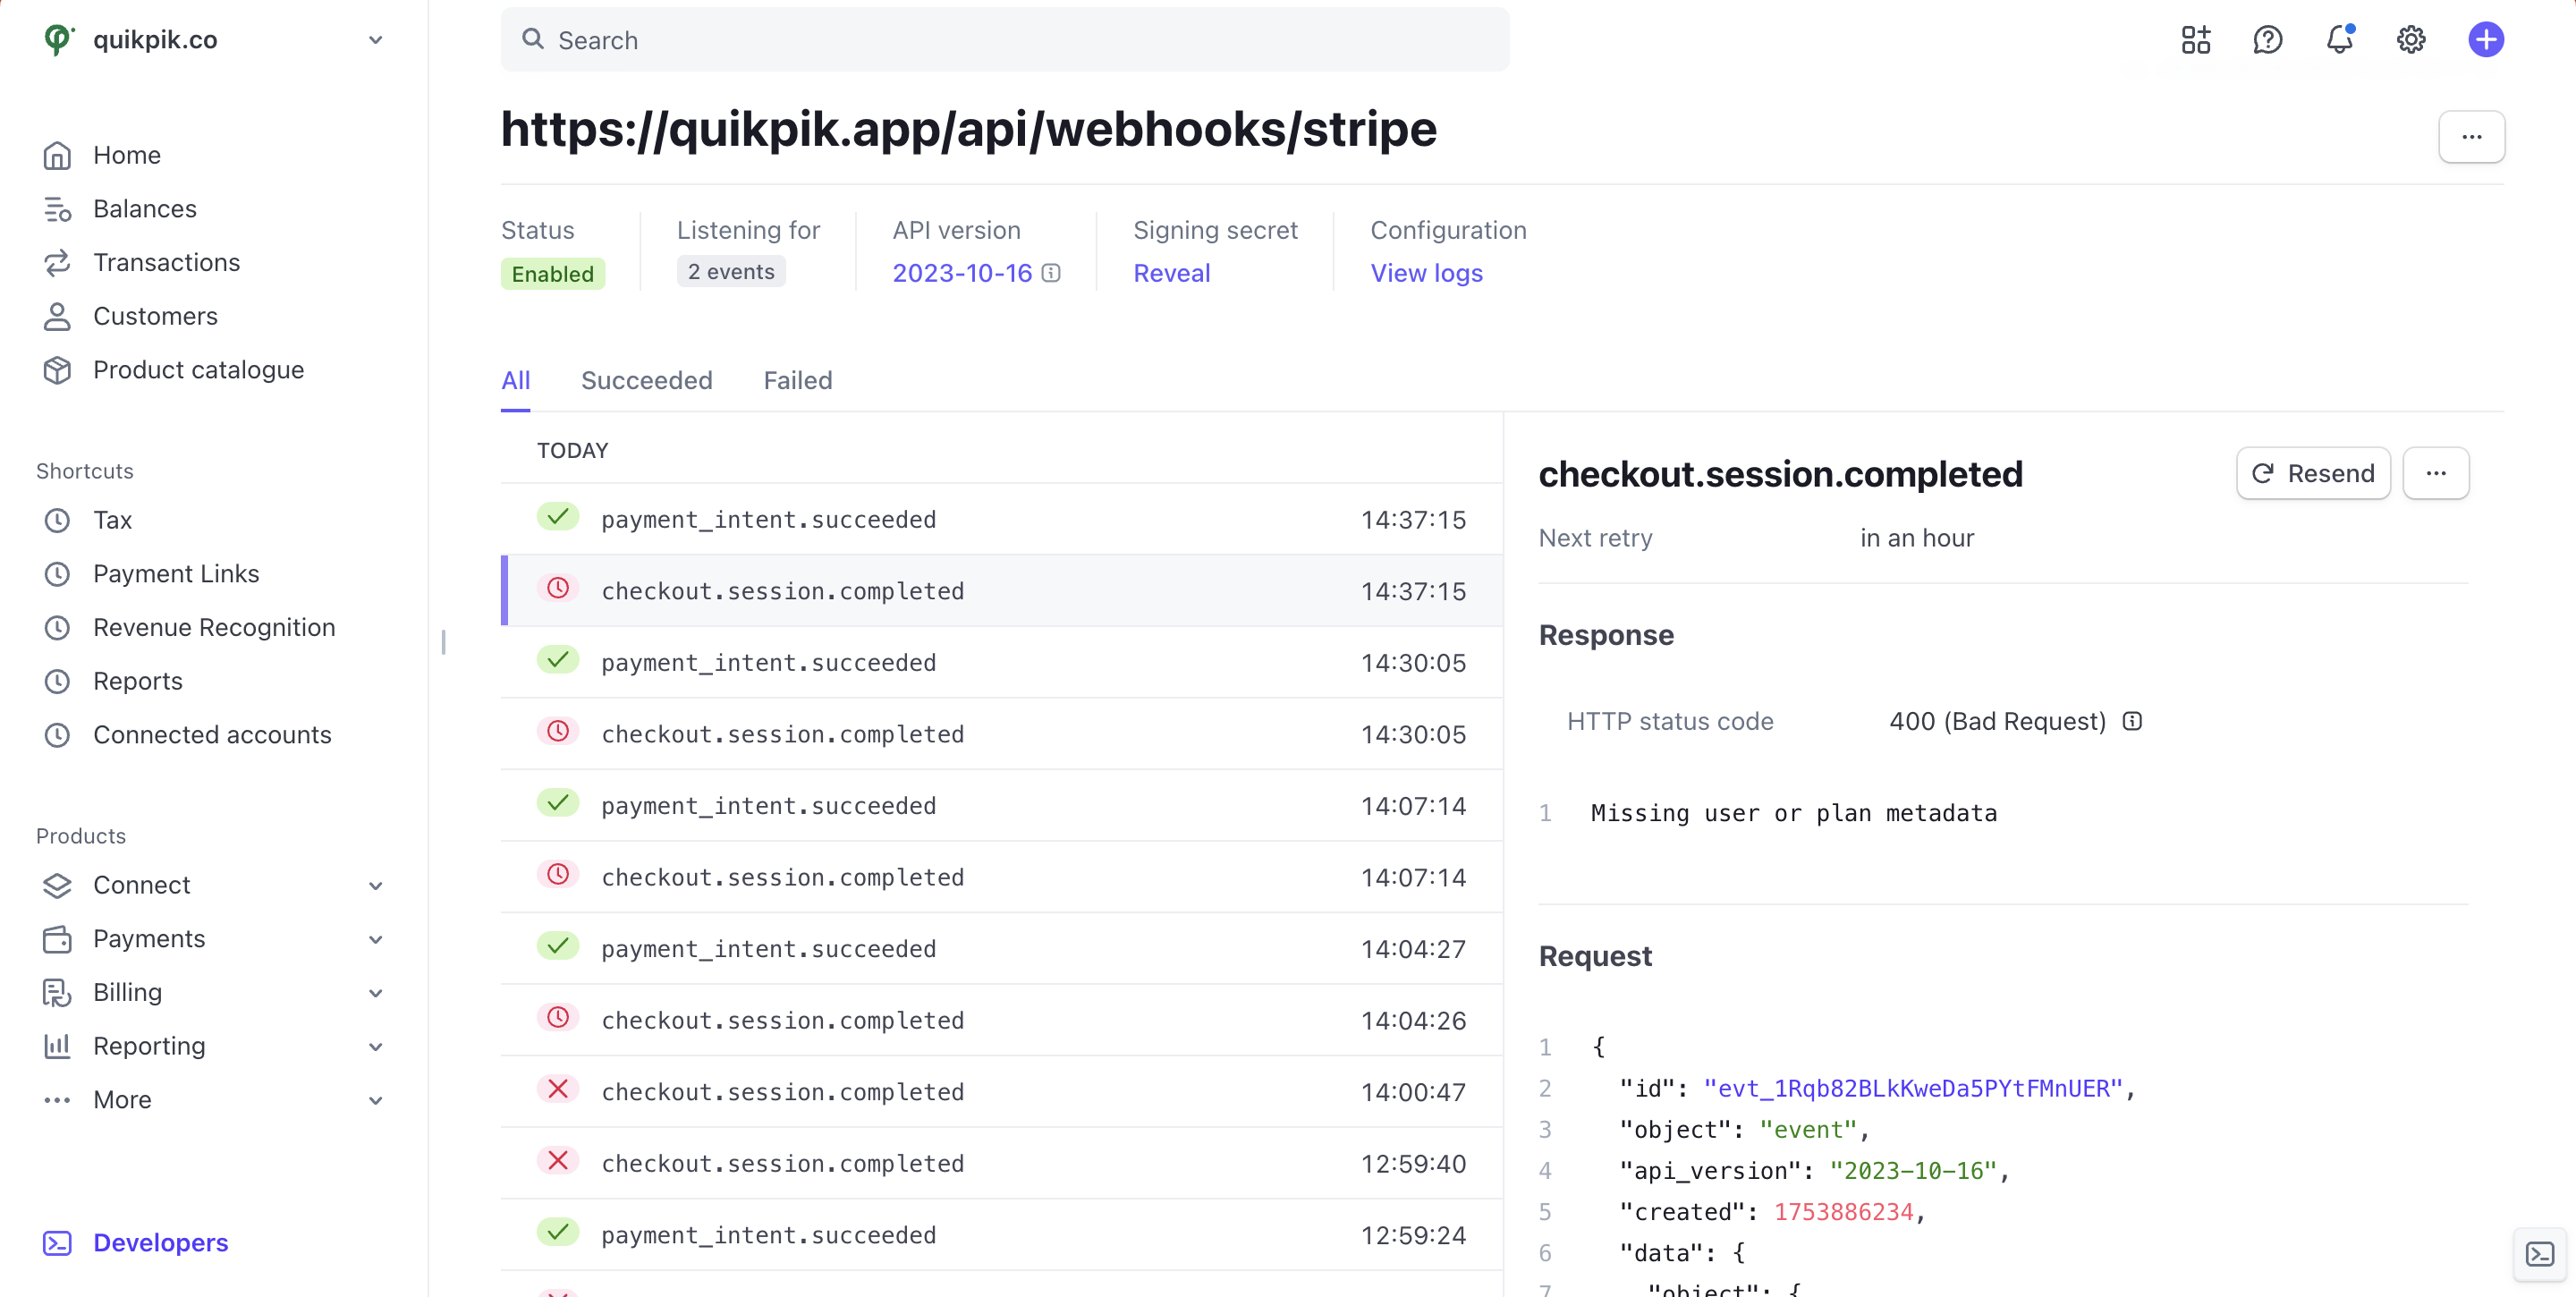 quikpik.co
Search
Home
Balances
Transactions
Customers
Product catalogue
Shortcuts
Tax
Payment Links
Revenue Recognition
Reports
Connected accounts
Products
Connect
Payments
Billing
Reporting
More
Developers
https://quikpik.app/api/webhooks/stripe
Status
Enabled
Listening for
2 events
API version
2023-10-16
Signing secret
Reveal
Configuration
View logs
All Succeeded Failed
TODAY
payment_intent.succeeded 14:37:15
checkout.session.completed 14:37:15
payment_intent.succeeded 14:30:05
checkout.session.completed 14:30:05
payment_intent.succeeded 14:07:14
checkout.session.completed 14:07:14
payment_intent.succeeded 14:04:27
checkout.session.completed 14:04:26
checkout.session.completed 14:00:47
checkout.session.completed 12:59:40
payment_intent.succeeded 12:59:24
checkout.session.completed
Resend
Next retry in an hour
Response
HTTP status code 400 (Bad Request)
1 Missing user or plan metadata
Request
1 {
2 "id": "evt_1Rqb82BLkKweDa5PYtFMnUER",
3 "object": "event",
4 "api_version": "2023-10-16",
5 "created": 1753886234,
6 "data": {
7 "object": {